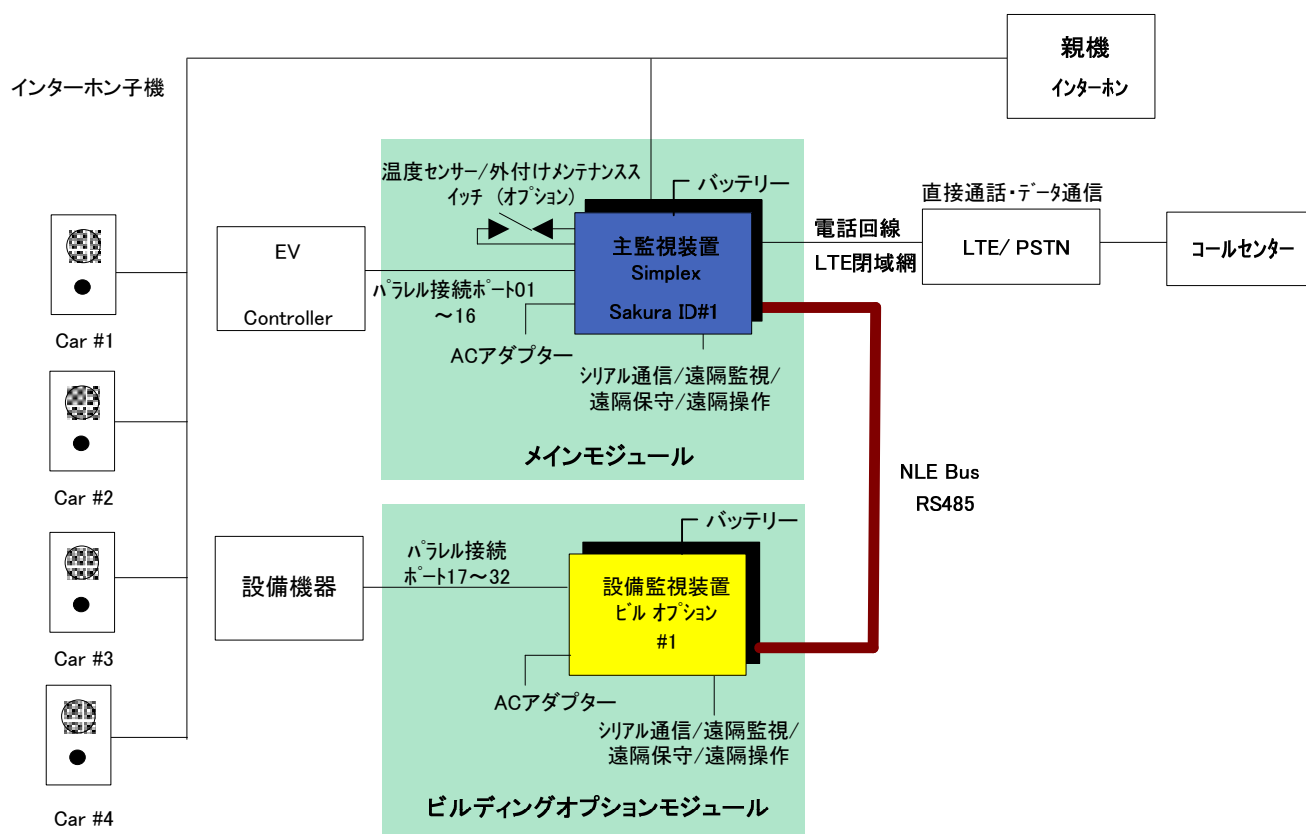 親機
インターホン
インターホン子機
温度センサー/外付けメンテナンスス
イッチ (オプション)
バッテリー
直接通話・データ通信
主監視装置
Simplex
Sakura ID#1
電話回線
LTE閉域網
LTE/ PSTN
コールセンター
EV
Controller
パラレル接続ポート01
～16
ACアダプター
シリアル通信/遠隔監視/
遠隔保守/遠隔操作
メインモジュール
Car #1
Car #2
NLE Bus
RS485
バッテリー
パラレル接続
ポート17～32
設備機器
設備監視装置
ビル オプション
#1
ACアダプター
シリアル通信/遠隔監視/
遠隔保守/遠隔操作
Car #3
ビルディングオプションモジュール
Car #4